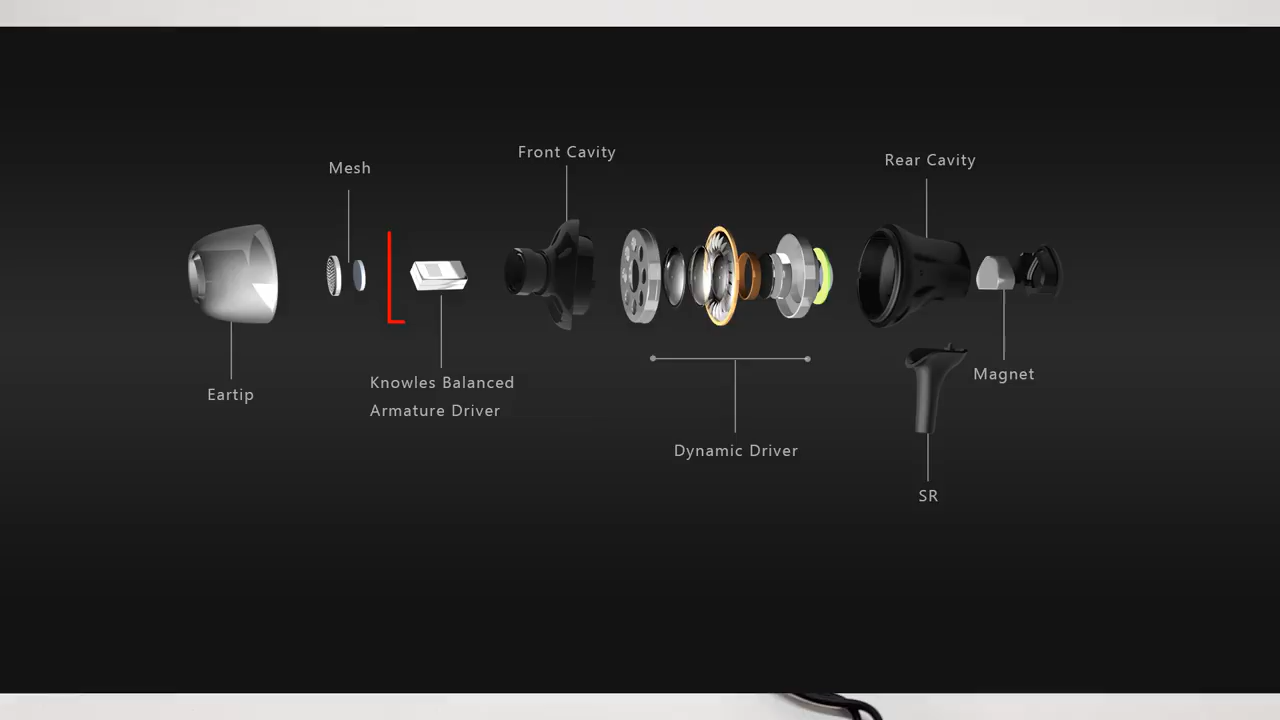 Front Cavity
Mesh
Rear Cavity
Eartip
Knowles Balanced
Armature Driver
Magnet
Dynamic Driver
SR